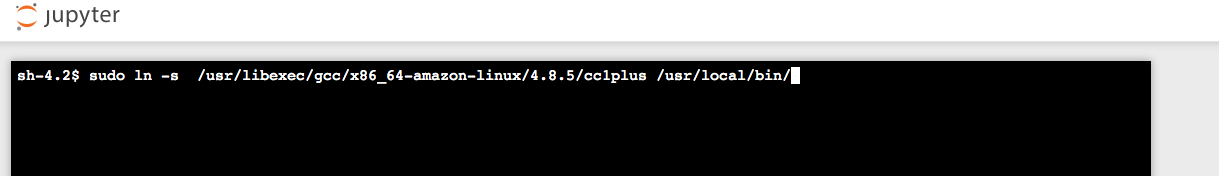 jupyter
sh-4.2$ sudo ln -s  /usr/libexec/gcc/x86_64-amazon-linux/4.8.5/cc1plus /usr/local/bin/